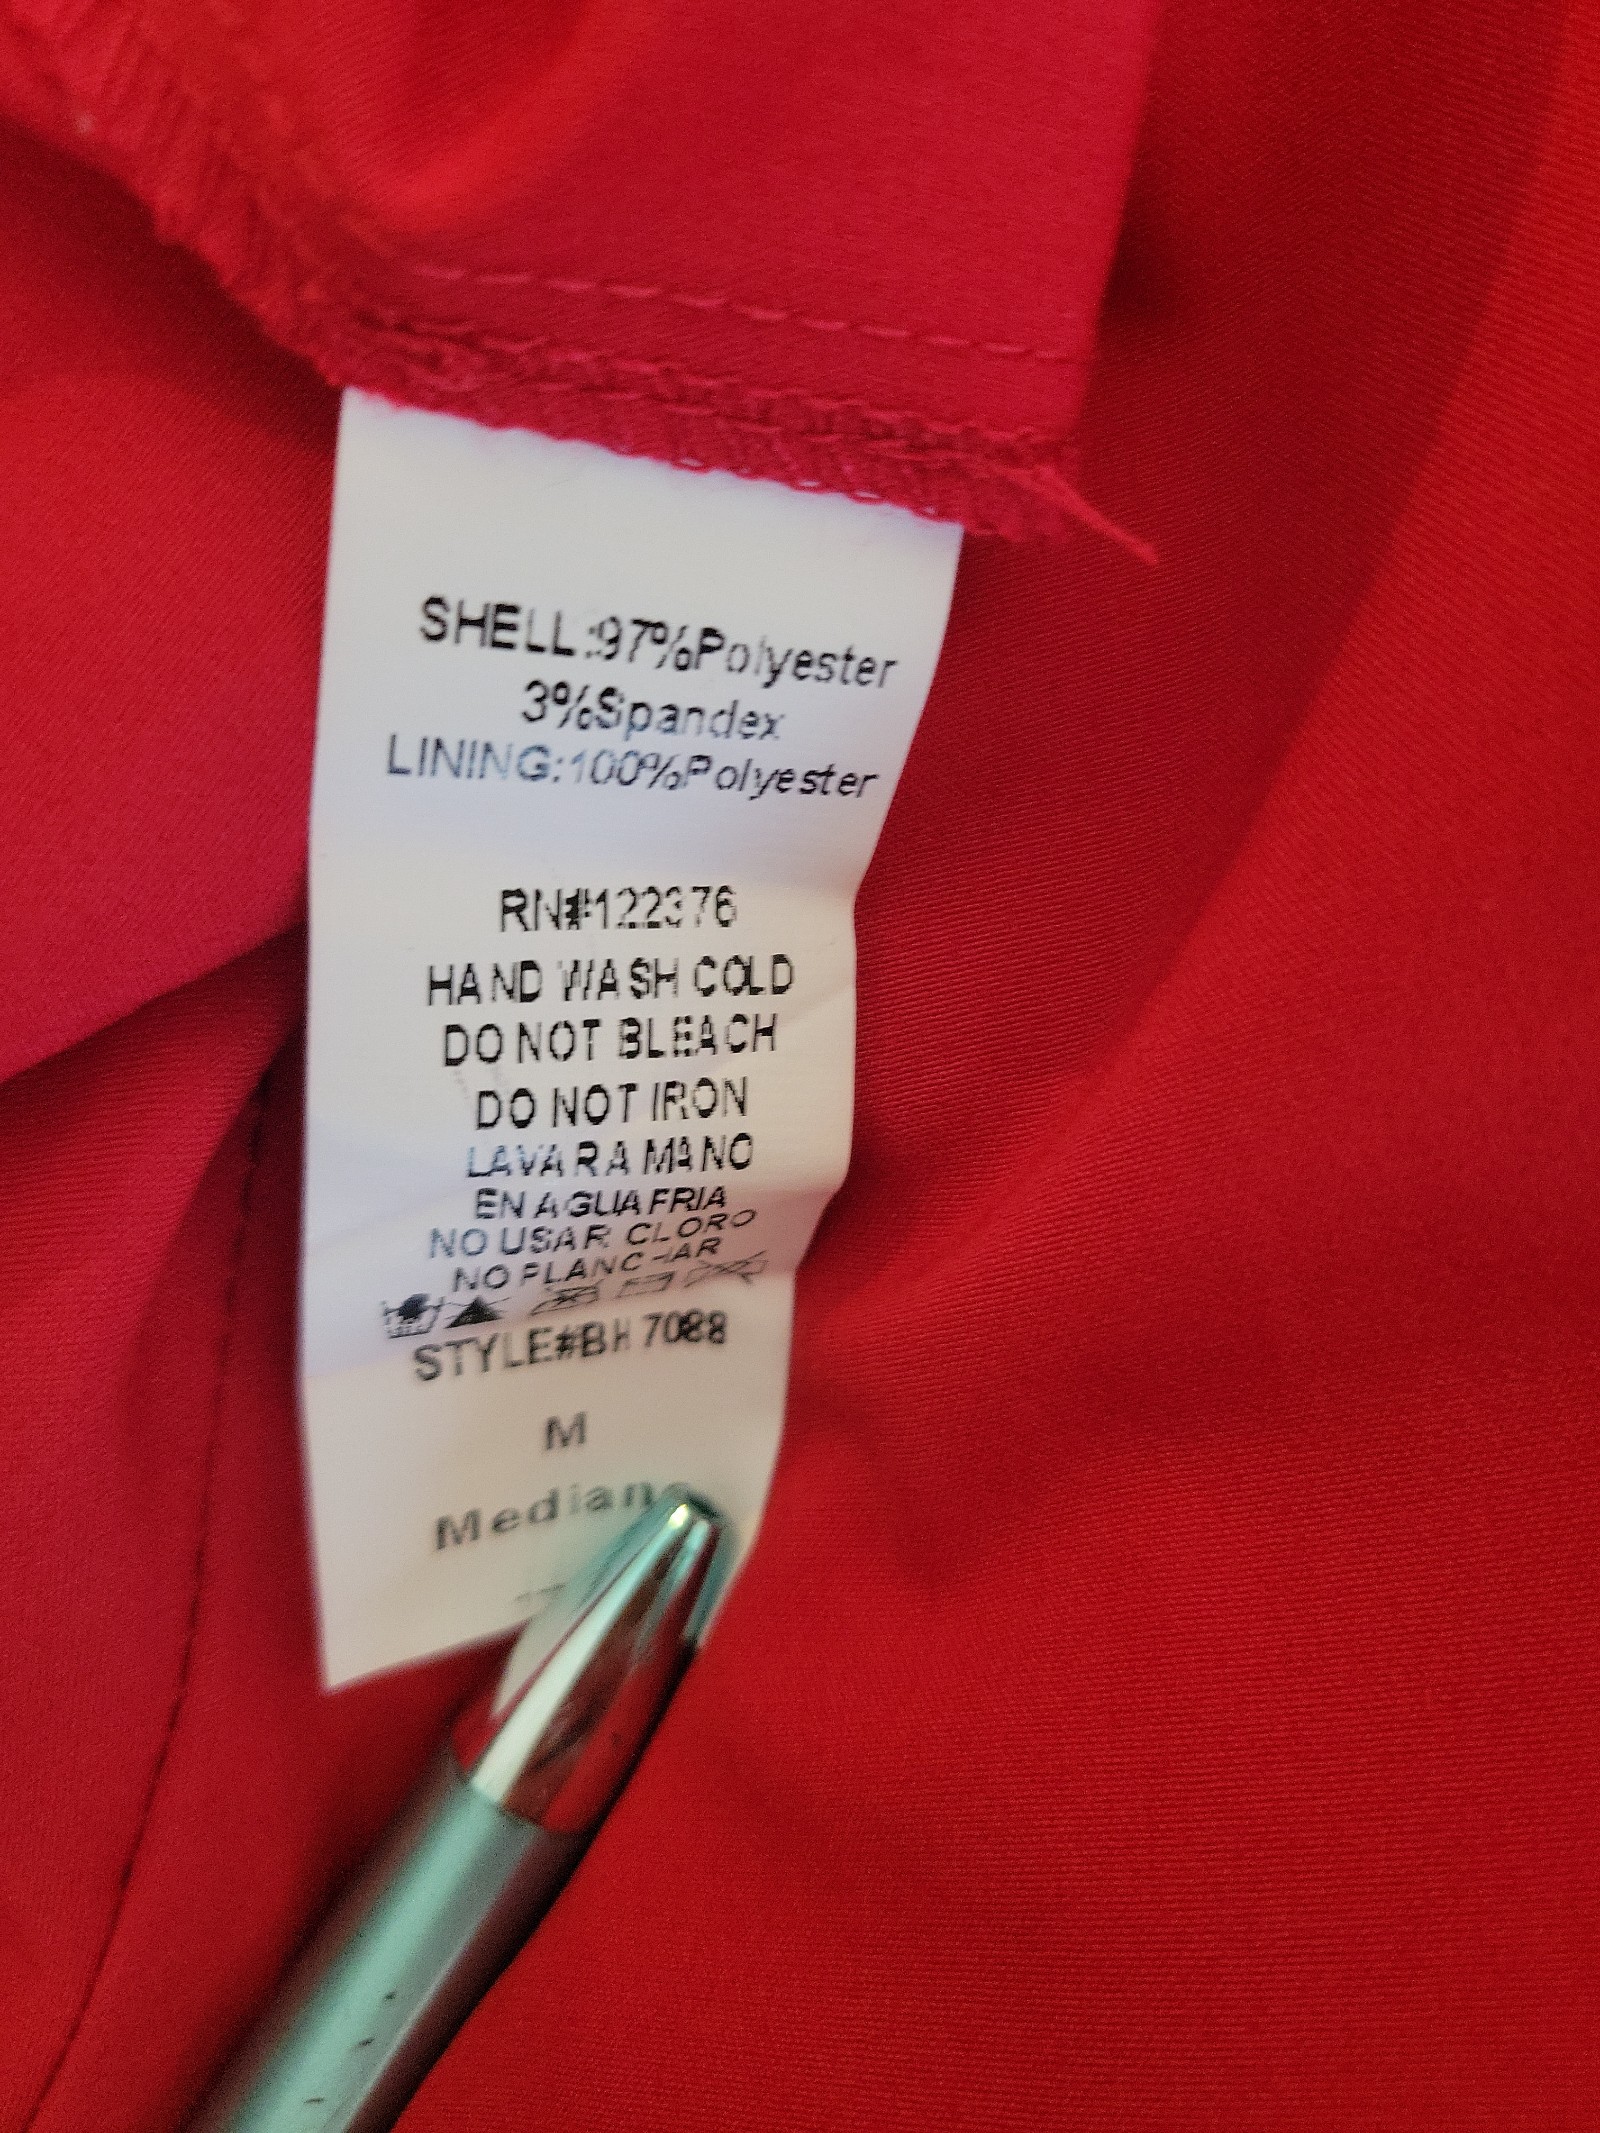 SHELL:97%Polyester
3%Spandex
LINING:100%Polyester
RN#122376
HAND WASH COLD
DO NOT BLEACH
DO NOT IRON
LAVAR A MANO
EN AGUA FRIA
NO USAR CLORO
NO PLANCHAR
STYLE#BH7088
M
Mediano